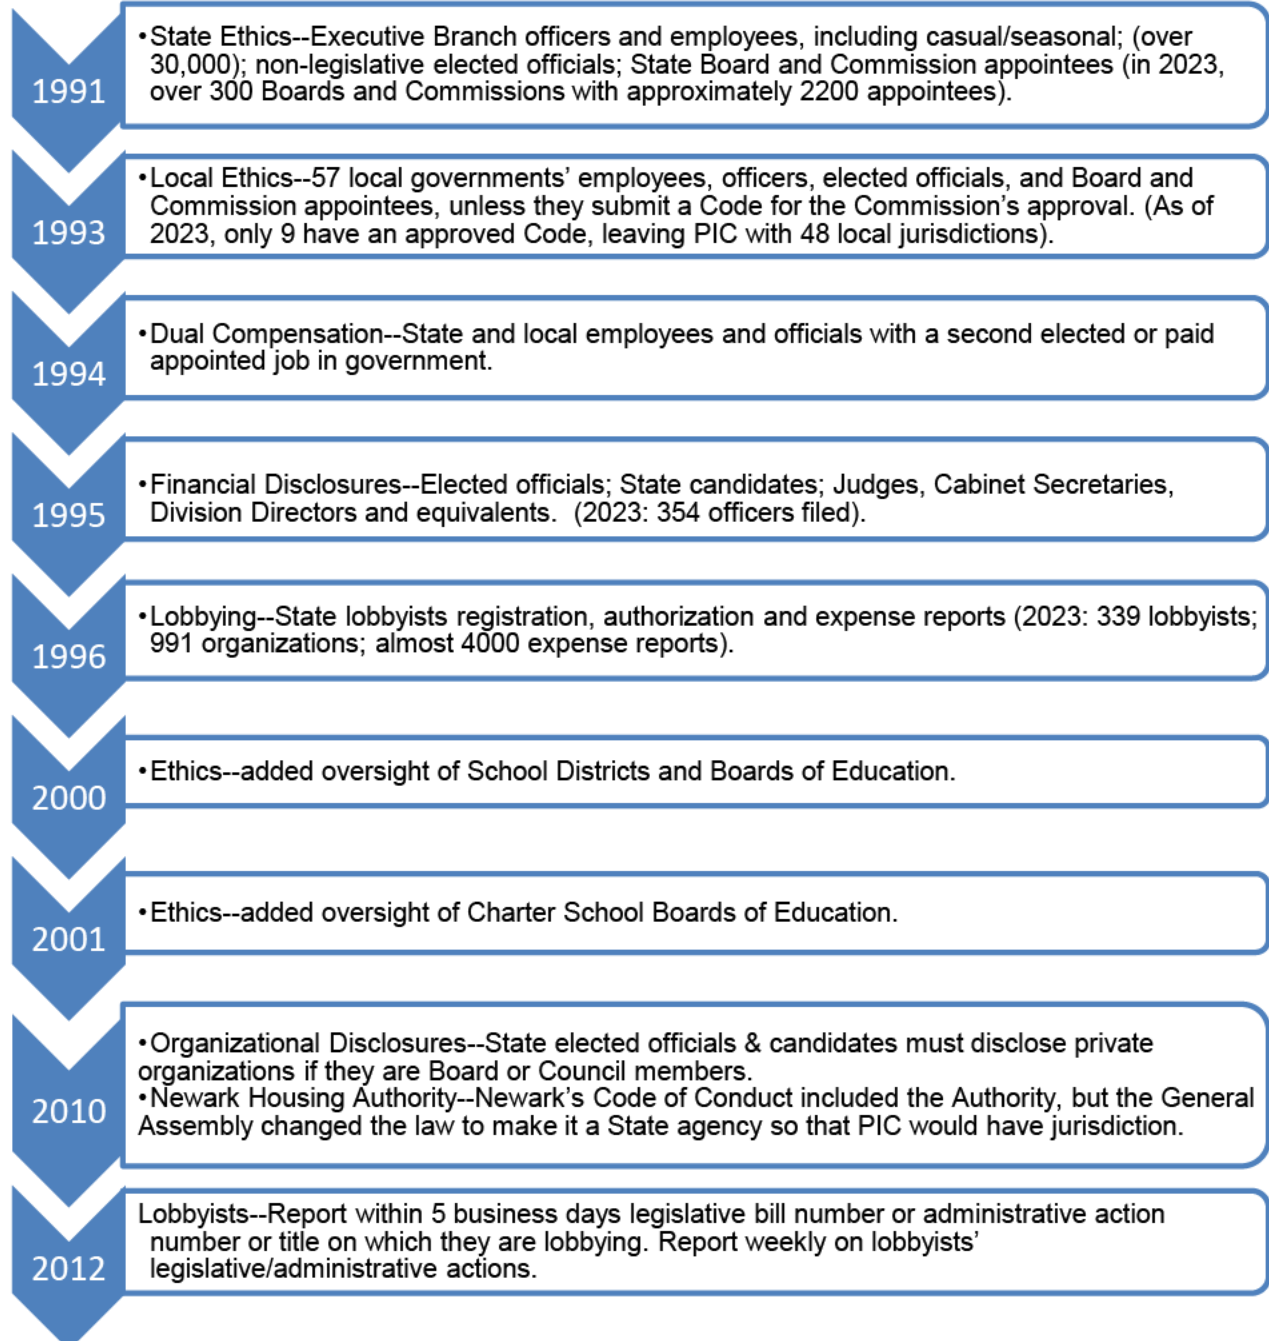 1991
•State Ethics--Executive Branch officers and employees, including casual/seasonal; (over
30,000); non-legislative elected officials; State Board and Commission appointees (in 2023,
over 300 Boards and Commissions with approximately 2200 appointees).
1993
•Local Ethics--57 local governments’ employees, officers, elected officials, and Board and
Commission appointees, unless they submit a Code for the Commission’s approval. (As of
2023, only 9 have an approved Code, leaving PIC with 48 local jurisdictions).
1994
•Dual Compensation--State and local employees and officials with a second elected or paid
appointed job in government.
1995
•Financial Disclosures--Elected officials; State candidates; Judges, Cabinet Secretaries,
Division Directors and equivalents.  (2023: 354 officers filed).
1996
•Lobbying--State lobbyists registration, authorization and expense reports (2023: 339 lobbyists;
991 organizations; almost 4000 expense reports).
2000
•Ethics--added oversight of School Districts and Boards of Education.
2001
•Ethics--added oversight of Charter School Boards of Education.
2010
•Organizational Disclosures--State elected officials & candidates must disclose private
organizations if they are Board or Council members.
•Newark Housing Authority--Newark’s Code of Conduct included the Authority, but the General
Assembly changed the law to make it a State agency so that PIC would have jurisdiction.
2012
Lobbyists--Report within 5 business days legislative bill number or administrative action
number or title on which they are lobbying. Report weekly on lobbyists’
legislative/administrative actions.